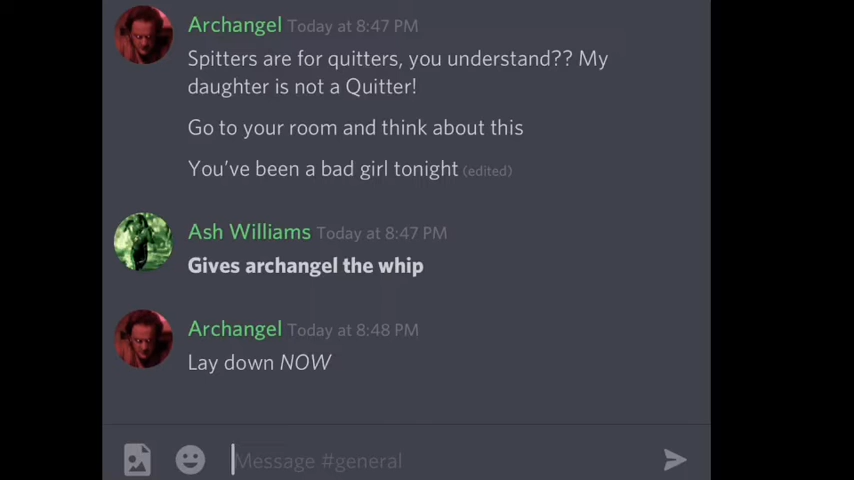 Archangel Today at 8:47 PM
Spitters are for quitters, you understand?? My
daughter is not a Quitter!
Go to your room and think about this
You've been a bad girl tonight (edited)
Ash Williams Today at 8:47 PM
Gives archangel the whip
Archangel Today at 8:48 PM
Lay down NOW
Message #general